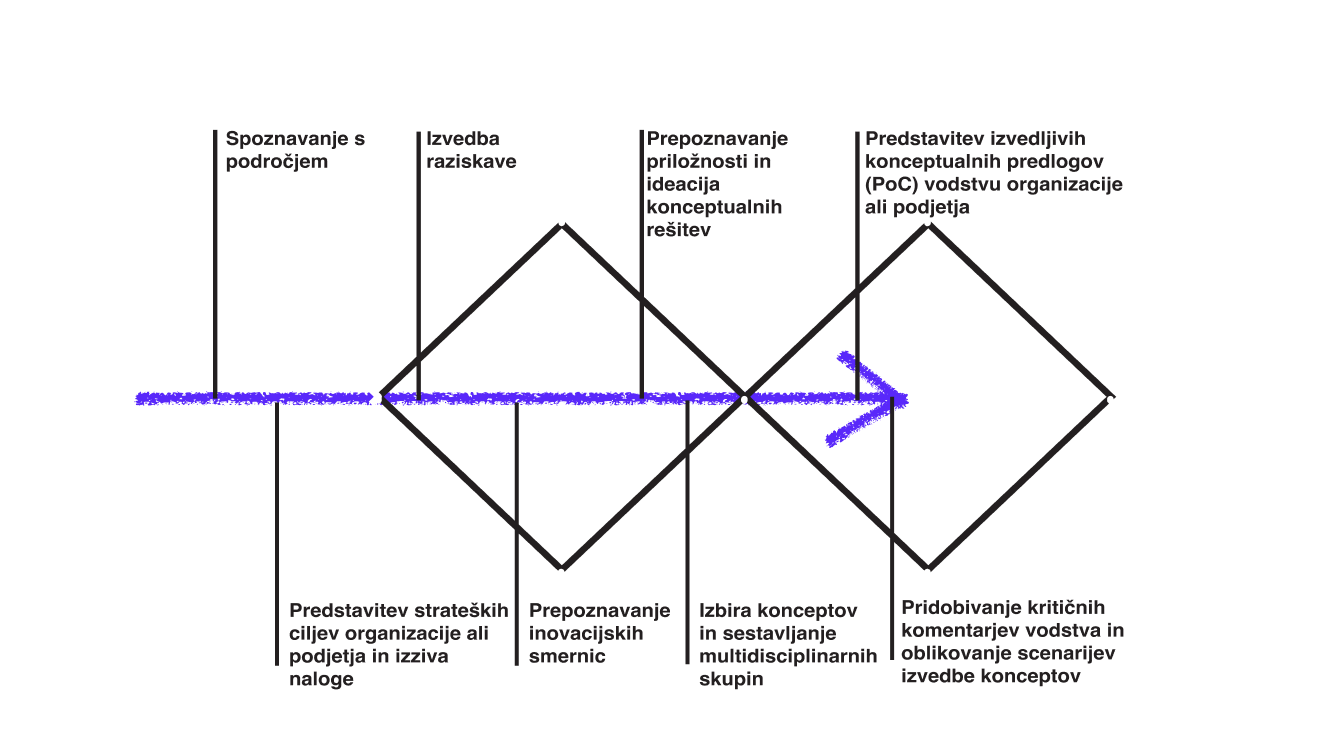 Spoznavanje s
področjem
Izvedba
raziskave
Prepoznavanje
priložnosti in
ideacija
konceptualnih
rešitev
Predstavitev izvedljivih
konceptualnih predlogov
(PoC) vodstvu organizacije
ali podjetja
Predstavitev strateških
ciljev organizacije ali
podjetja in izziva
naloge
Prepoznavanje
inovacijskih
smernic
Izbira konceptov
in sestavljanje
multidisciplinarnih
skupin
Pridobivanje kritičnih
komentarjev vodstva in
oblikovanje scenarijev
izvedbe konceptov